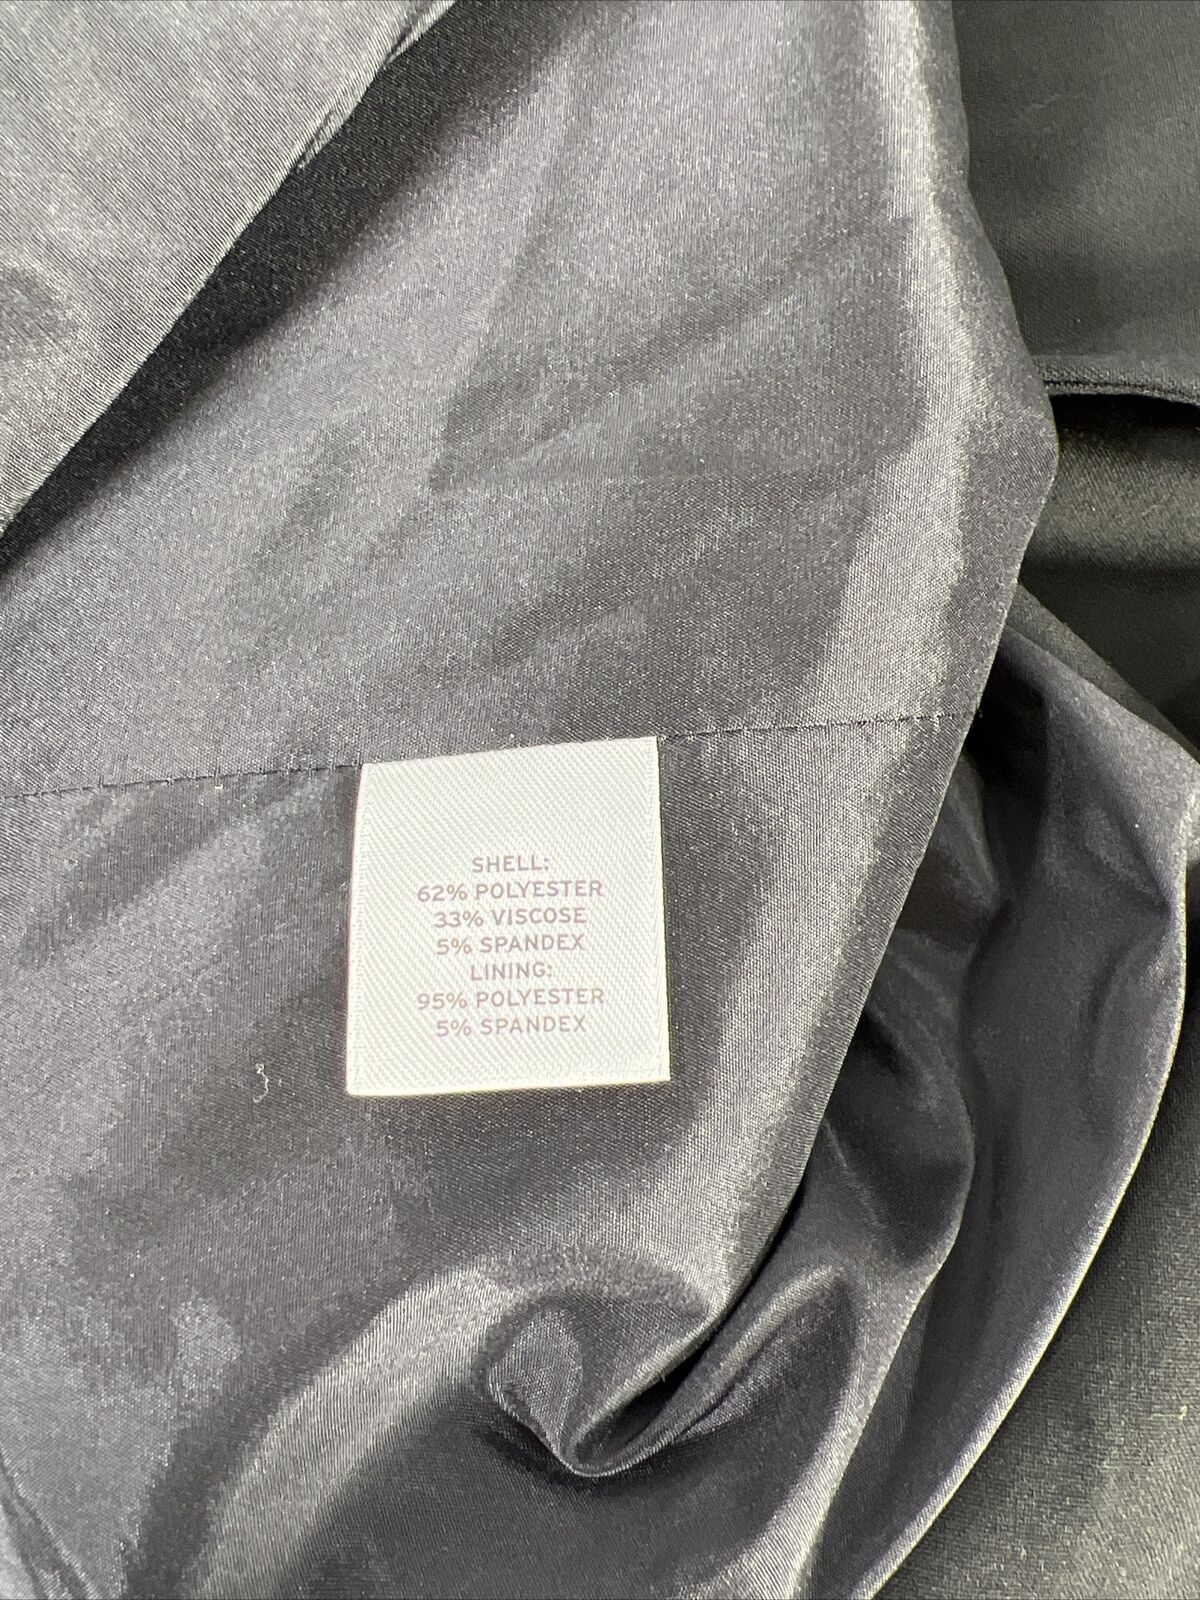 SHELL:
62% POLYESTER
33% VISCOSE
5% SPANDEX
LINING:
95% POLYESTER
5% SPANDEX